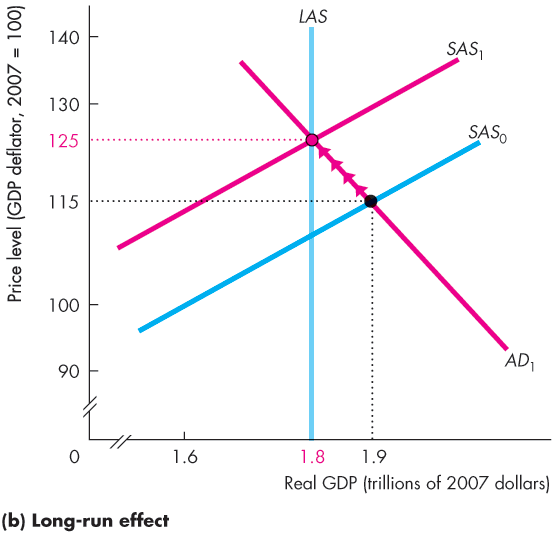 Price level (GDP deflator, 2007 = 100)
140
130
125
115
100
90
0
LAS
SAS1
SAS0
AD1
1.6
1.8
1.9
Real GDP (trillions of 2007 dollars)
(b) Long-run effect